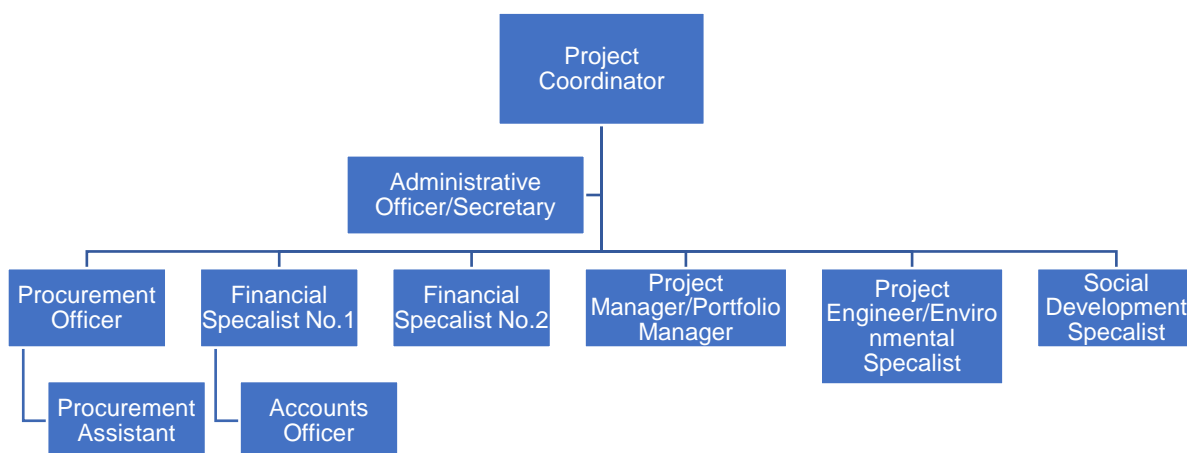 Project
Coordinator
Administrative
Officer/Secretary
Procurement
Officer
Financial
Specalist No.1
Financial
Specalist No.2
Project
Manager/Portfolio
Manager
Project
Engineer/Enviro
nmental
Specalist
Social
Development
Specalist
Procurement
Assistant
Accounts
Officer